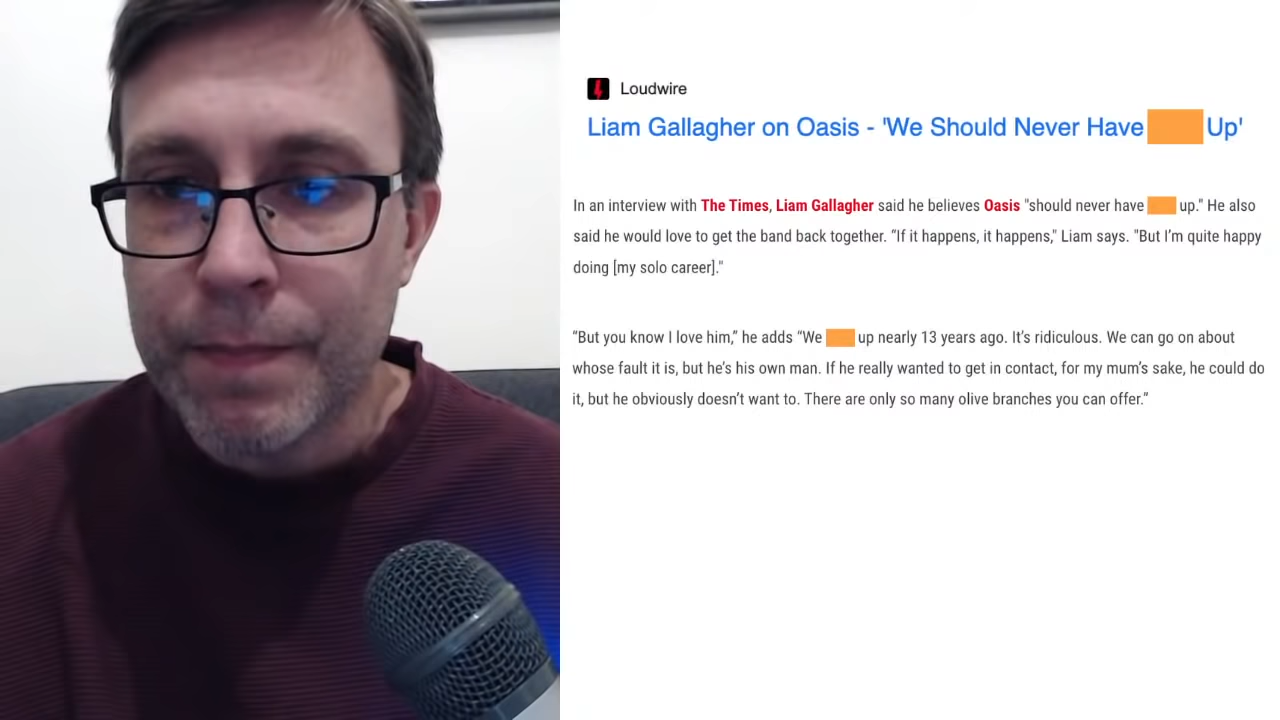 Loudwire
Liam Gallagher on Oasis - 'We Should Never Have Up'
In an interview with The Times, Liam Gallagher said he believes Oasis "should never have up." He also
said he would love to get the band back together. “If it happens, it happens," Liam says. "But I’m quite happy
doing [my solo career]."
“But you know I love him,” he adds “We up nearly 13 years ago. It’s ridiculous. We can go on about
whose fault it is, but he’s his own man. If he really wanted to get in contact, for my mum’s sake, he could do
it, but he obviously doesn’t want to. There are only so many olive branches you can offer.”